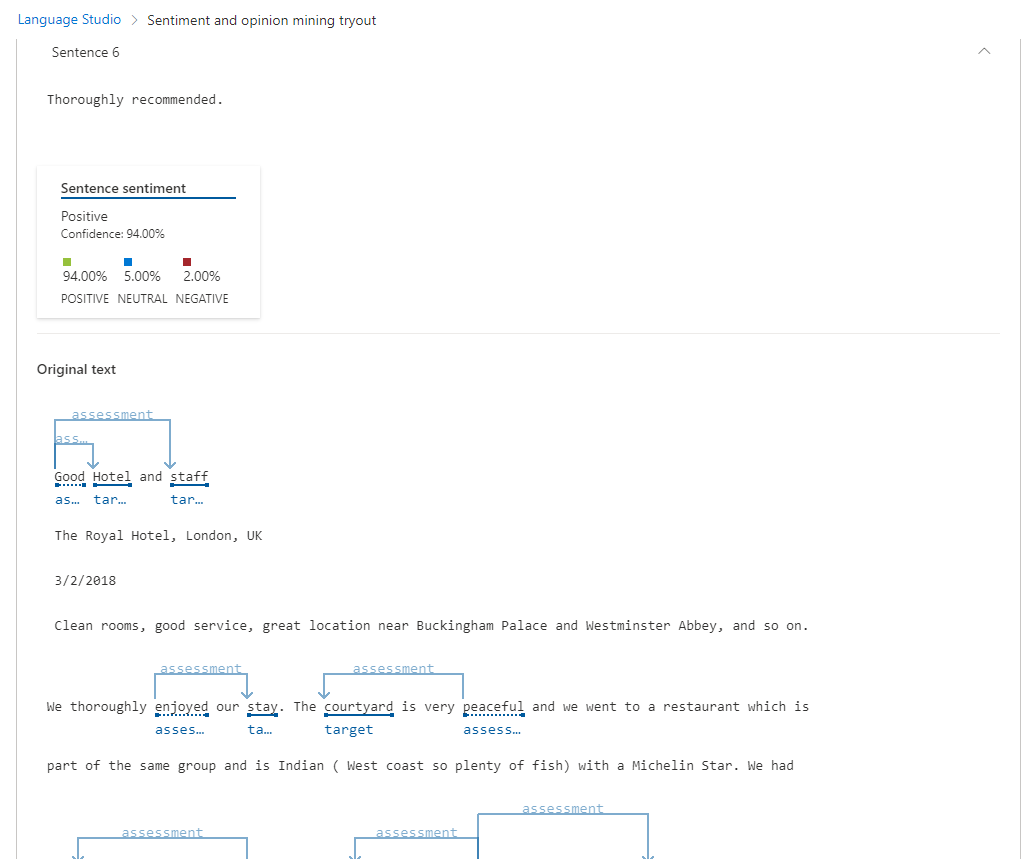 Language Studio > Sentiment and opinion mining tryout
Sentence 6
Thoroughly recommended.
Sentence sentiment
Positive
Confidence: 94.00%
94.00% 5.00% 2.00%
POSITIVE NEUTRAL NEGATIVE
Original text
assessment
ass…
Good Hotel and staff
as… tar… tar…
The Royal Hotel, London, UK
3/2/2018
Clean rooms, good service, great location near Buckingham Palace and Westminster Abbey, and so on.
assessment assessment
We thoroughly enjoyed our stay. The courtyard is very peaceful and we went to a restaurant which is
asses… ta… target assess…
part of the same group and is Indian ( West coast so plenty of fish) with a Michelin Star. We had
assessment
assessment assessment